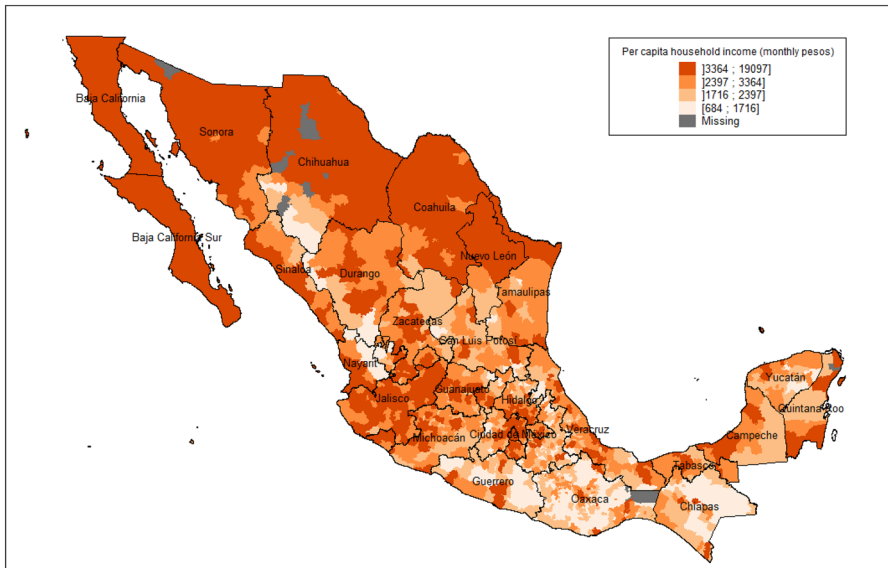 Per capita household income (monthly pesos)
]3364 ; 19097]
]2397 ; 3364]
]1716 ; 2397]
[684 ; 1716]
Missing
Baja California
Sonora
Chihuahua
Coahuila
Baja California Sur
Nuevo León
Sinaloa
Durango
Tamaulipas
Zacatecas
San Luis Potosí
Nayarit
Yucatán
Guanajuato
Jalisco
Hidalgo
Quintana Roo
Michoacán
Ciudad de México
Veracruz
Campeche
Tabasco
Guerrero
Oaxaca
Chiapas